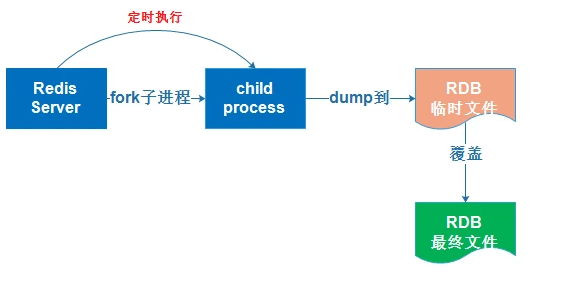 定时执行
Redis
Server
fork子进程
child
process
dump到
RDB
临时文件
覆盖
RDB
最终文件